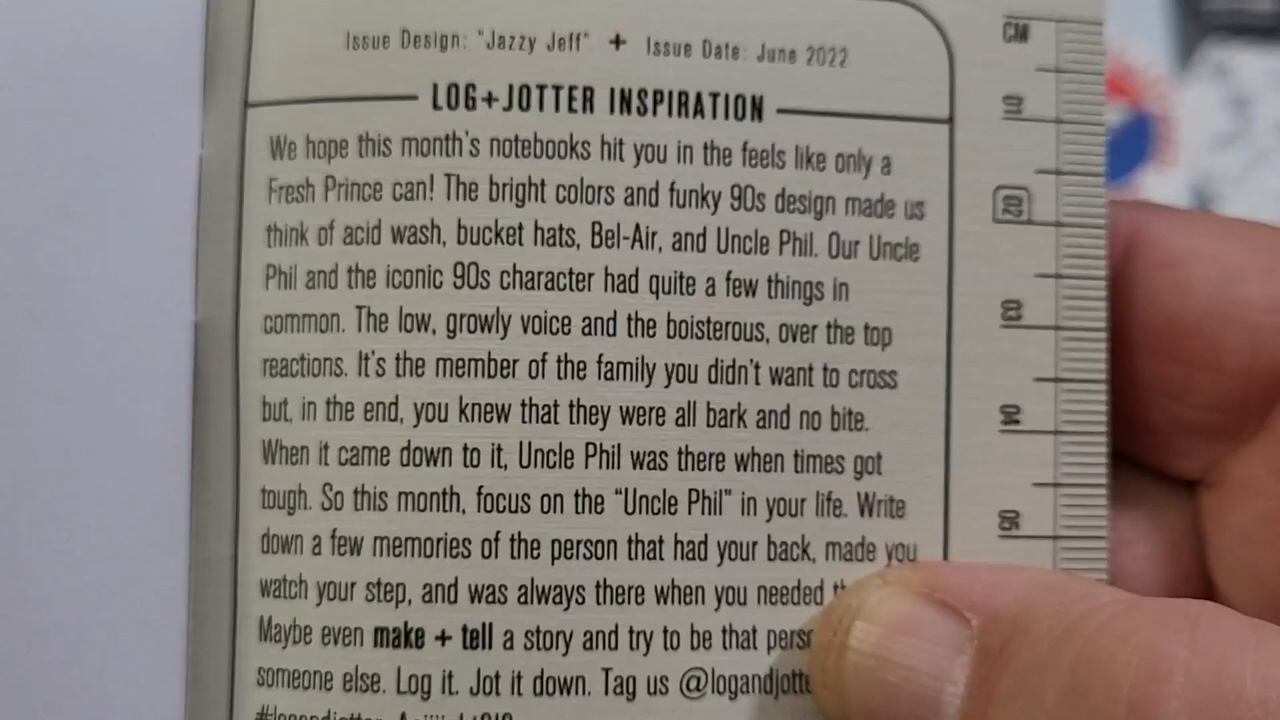 Issue Design: "Jazzy Jeff" + Issue Date: June 2022
LOG+JOTTER INSPIRATION
We hope this month's notebooks hit you in the feels like only a
Fresh Prince can! The bright colors and funky 90s design made us
think of acid wash, bucket hats, Bel-Air, and Uncle Phil. Our Uncle
Phil and the iconic 90s character had quite a few things in
common. The low, growly voice and the boisterous, over the top
reactions. It's the member of the family you didn't want to cross
but, in the end, you knew that they were all bark and no bite.
When it came down to it, Uncle Phil was there when times got
tough. So this month, focus on the "Uncle Phil" in your life. Write
down a few memories of the person that had your back, made you
watch your step, and was always there when you needed
Maybe even make + tell a story and try to be that
someone else. Log it. Jot it down. Tag us
CM
01
02
03
04
05